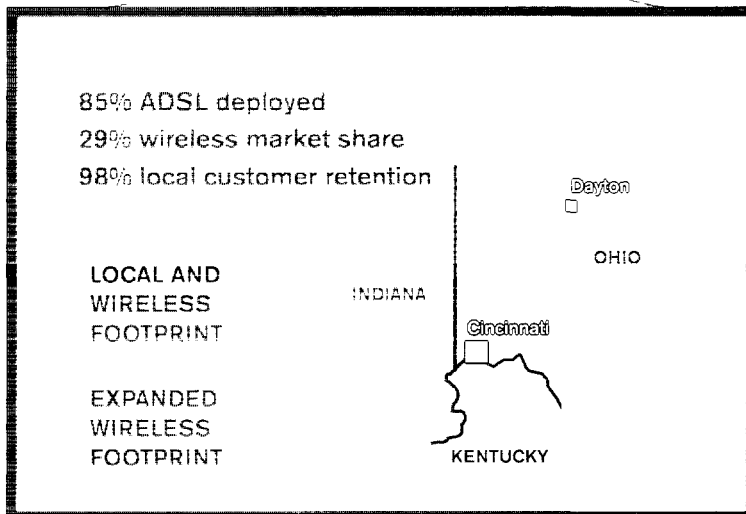 85% ADSL deployed
29% wireless market share
98% local customer retention
Dayton
OHIO
LOCAL AND
WIRELESS
FOOTPRINT
INDIANA
Cincinnati
EXPANDED
WIRELESS
FOOTPRINT
KENTUCKY